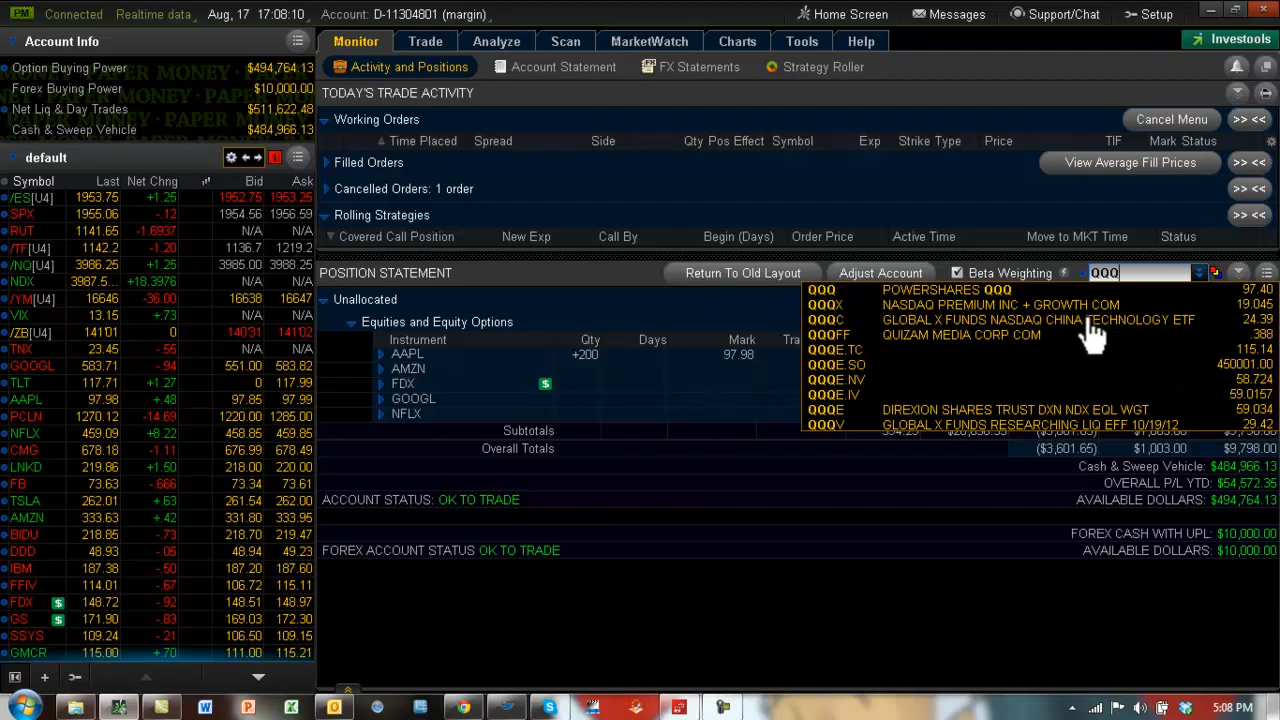 PM Connected Realtime data Aug, 17 17:08:10 Account: D-11304801 (margin) Home Screen Messages Support/Chat Setup
Account Info
Option Buying Power $494,764.13
Forex Buying Power $10,000.00
Net Liq & Day Trades $511,622.48
Cash & Sweep Vehicle $484,966.13
default
Symbol Last Net Chng Bid Ask
/ES[U4] 1953.75 +1.25 1952.75 1953.25
SPX 1955.06 -.12 1954.56 1956.59
RUT 1141.65 -1.6937 N/A N/A
/TF[U4] 1142.2 -1.20 1136.7 1219.2
/NQ[U4] 3986.25 +1.25 3985.00 3988.25
NDX 3987.5... +18.3976 N/A N/A
/YM[U4] 16646 -36.00 16638 16647
VIX 13.15 +.73 N/A N/A
/ZB[U4] 141'01 0 140'31 141'02
TNX 23.45 -.55 N/A N/A
GOOGL 583.71 -.94 551.00 583.82
TLT 117.71 +1.27 0 117.99
AAPL 97.98 +.48 97.85 97.99
PCLN 1270.12 -14.69 1220.00 1285.00
NFLX 459.09 +8.22 458.85 458.85
CMG 678.18 -1.11 676.99 678.49
LNKD 219.86 +1.50 218.00 220.00
FB 73.63 -.666 73.34 73.61
TSLA 262.01 +.63 261.54 262.00
AMZN 333.63 +.42 331.80 333.95
BIDU 218.85 -.73 218.70 219.47
DDD 48.93 -.05 48.94 49.23
IBM 187.38 -.50 187.20 187.60
FFIV 114.01 -.67 106.72 115.11
FDX $ 148.72 -.92 148.51 148.97
GS $ 171.90 -.83 169.03 172.30
SSYS 109.24 -.21 106.50 109.15
GMCR 115.00 +.70 111.00 115.21
Monitor Trade Analyze Scan MarketWatch Charts Tools Help Investools
Activity and Positions Account Statement FX Statements Strategy Roller
TODAY'S TRADE ACTIVITY
Working Orders Cancel Menu >> <<
Time Placed Spread Side Qty Pos Effect Symbol Exp Strike Type Price TIF Mark Status
Filled Orders View Average Fill Prices >> <<
Cancelled Orders: 1 order >> <<
Rolling Strategies >> <<
Covered Call Position New Exp Call By Begin (Days) Order Price Active Time Move to MKT Time Status
POSITION STATEMENT Return To Old Layout Adjust Account Beta Weighting QQQ
QQQ POWERSHARES QQQ 97.40
QQQX NASDAQ PREMIUM INC + GROWTH COM 19.045
QQQC GLOBAL X FUNDS NASDAQ CHINA TECHNOLOGY ETF 24.39
QQQFF QUIZAM MEDIA CORP COM .388
QQQE.TC 115.14
QQQE.SO 450001.00
QQQE.NV 58.724
QQQE.IV 59.0157
QQQE DIREXION SHARES TRUST DXN NDX EQL WGT 59.034
QQQV GLOBAL X FUNDS RESEARCHING LIQ EFF 10/19/12 29.42
Unallocated
Equities and Equity Options
Instrument Qty Days Mark
AAPL +200 97.98
AMZN
FDX $
GOOGL
NFLX
Subtotals
Overall Totals ($3,601.65) $1,003.00 $9,798.00
Cash & Sweep Vehicle: $484,966.13
OVERALL P/L YTD: $54,572.35
ACCOUNT STATUS: OK TO TRADE AVAILABLE DOLLARS: $494,764.13
FOREX CASH WITH UPL: $10,000.00
FOREX ACCOUNT STATUS OK TO TRADE AVAILABLE DOLLARS: $10,000.00
5:08 PM